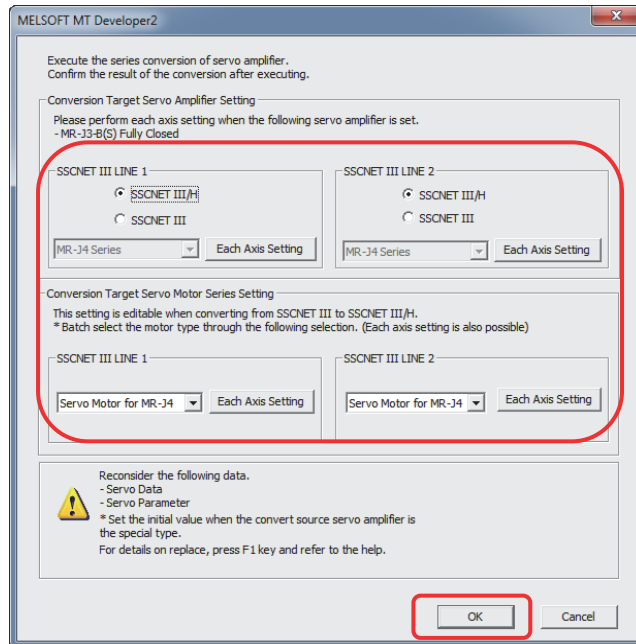 MELSOFT MT Developer2
x
Execute the series conversion of servo amplifier.
Confirm the result of the conversion after executing.
Conversion Target Servo Amplifier Setting
Please perform each axis setting when the following servo amplifier is set.
- MR-J3-B(S) Fully Closed
SSCNET III LINE 1
SSCNET III/H
SSCNET III
MR-J4 Series
Each Axis Setting
SSCNET III LINE 2
SSCNET III/H
SSCNET III
MR-J4 Series
Each Axis Setting
Conversion Target Servo Motor Series Setting
This setting is editable when converting from SSCNET III to SSCNET III/H.
* Batch select the motor type through the following selection. (Each axis setting is also possible)
SSCNET III LINE 1
Servo Motor for MR-J4
Each Axis Setting
SSCNET III LINE 2
Servo Motor for MR-J4
Each Axis Setting
Reconsider the following data.
- Servo Data
- Servo Parameter
* Set the initial value when the convert source servo amplifier is
the special type.
For details on replace, press F1 key and refer to the help.
OK
Cancel